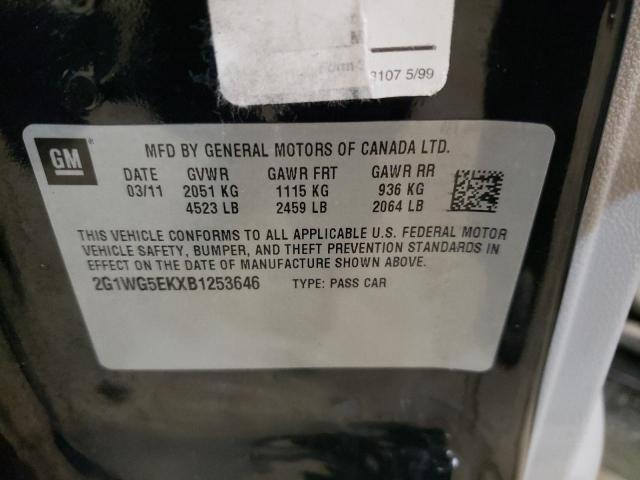 3107 5/99
GM
MFD BY GENERAL MOTORS OF CANADA LTD.
DATE GVWR GAWR FRT GAWR RR
03/11 2051 KG 1115 KG 936 KG
4523 LB 2459 LB 2064 LB
THIS VEHICLE CONFORMS TO ALL APPLICABLE U.S. FEDERAL MOTOR
VEHICLE SAFETY, BUMPER, AND THEFT PREVENTION STANDARDS IN
EFFECT ON THE DATE OF MANUFACTURE SHOWN ABOVE.
2G1WG5EKXB1253646 TYPE: PASS CAR